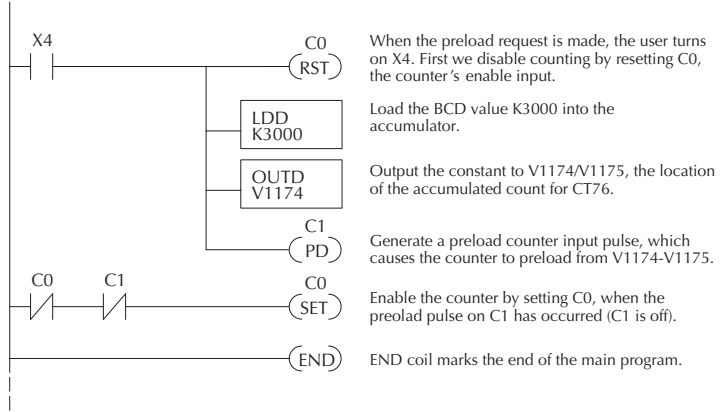 X4
C0
RST
When the preload request is made, the user turns
on X4. First we disable counting by resetting C0,
the counter's enable input.
LDD
K3000
Load the BCD value K3000 into the
accumulator.
OUTD
V1174
Output the constant to V1174/V1175, the location
of the accumulated count for CT76.
C1
PD
Generate a preload counter input pulse, which
causes the counter to preload from V1174-V1175.
C0 C1 C0
SET
Enable the counter by setting C0, when the
preolad pulse on C1 has occurred (C1 is off).
END
END coil marks the end of the main program.